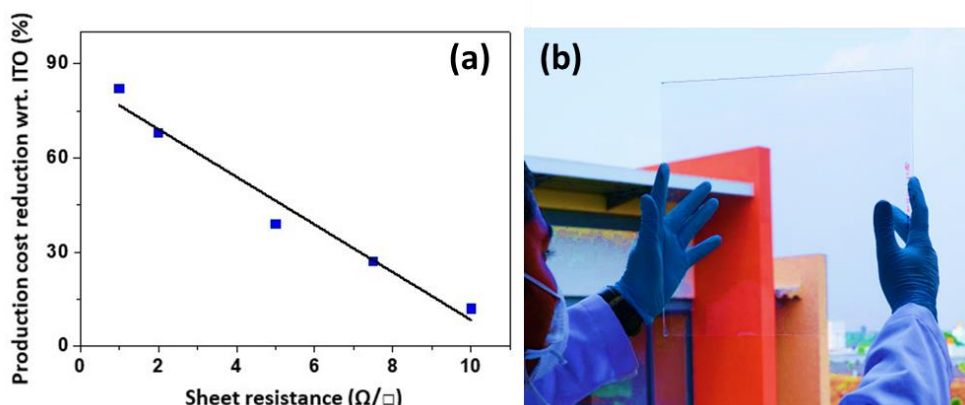 Production cost reduction wrt. ITO (%)
90
60
30
0
0 2 4 6 8 10
Sheet resistance (Ω/□)
(a)
(b)